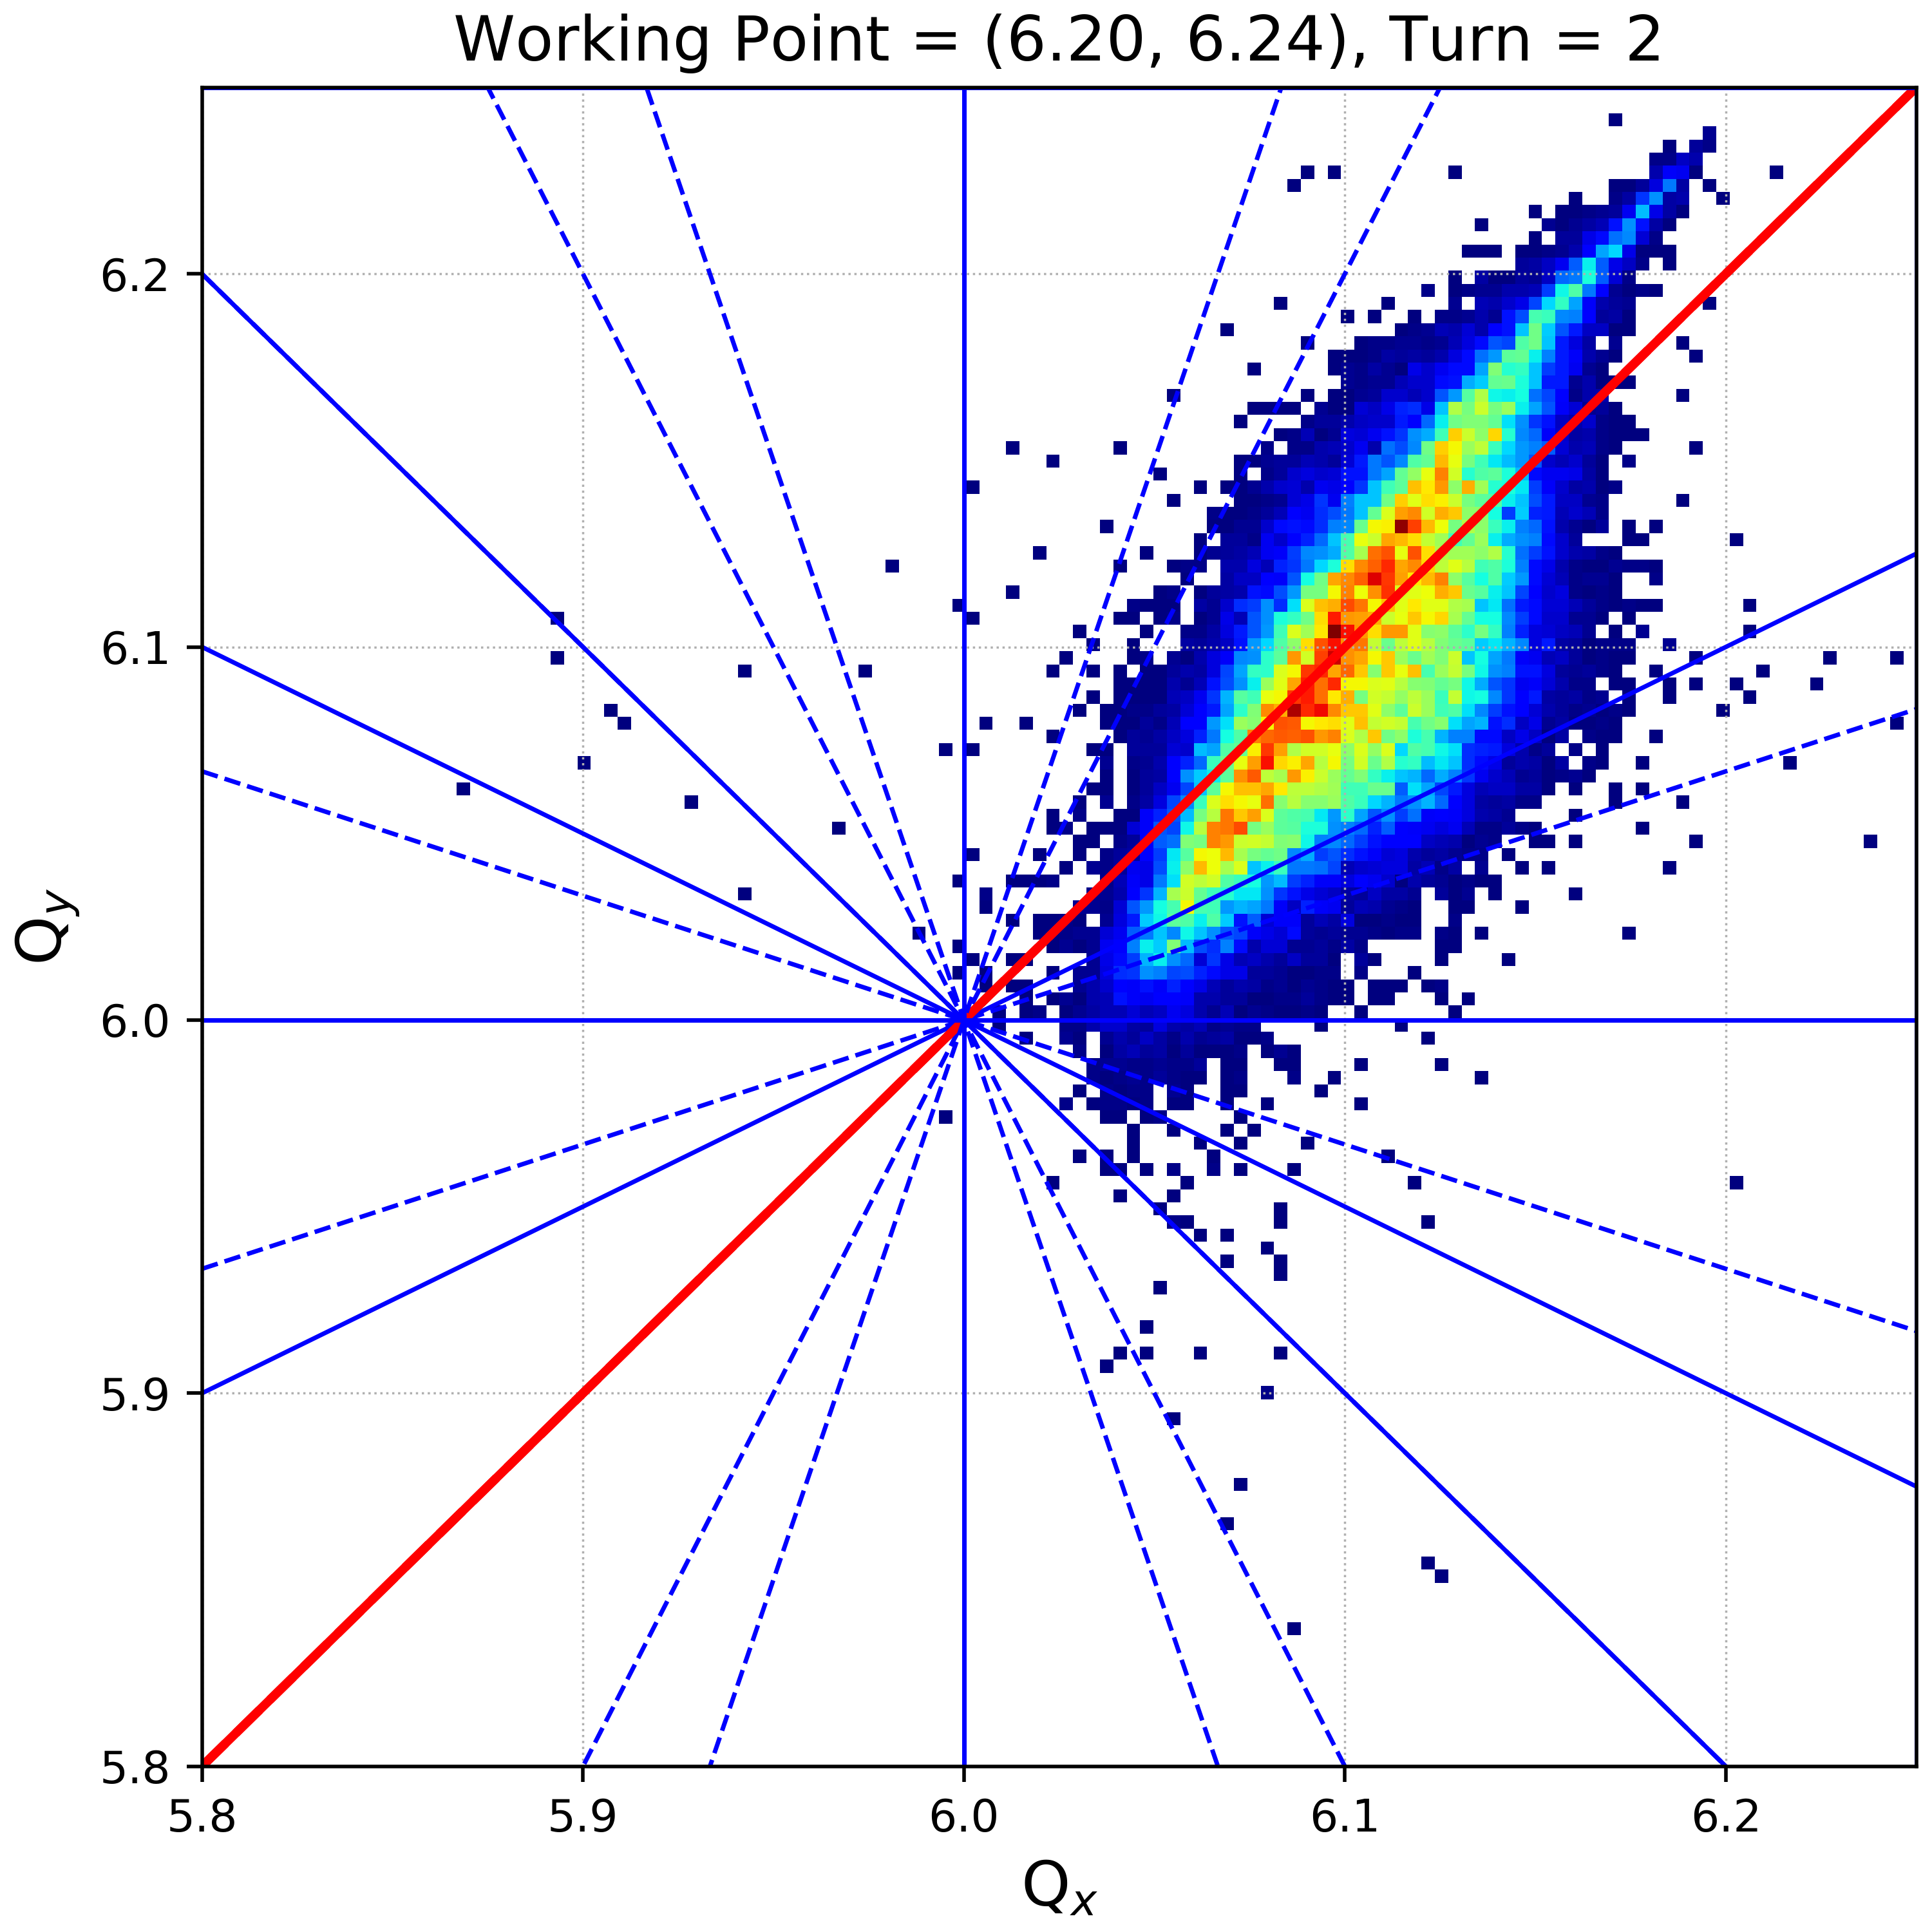 Working Point = (6.20, 6.24), Turn = 2
6.2
6.1
6.0
5.9
5.8
Qy
5.8 5.9 6.0 6.1 6.2
Qx